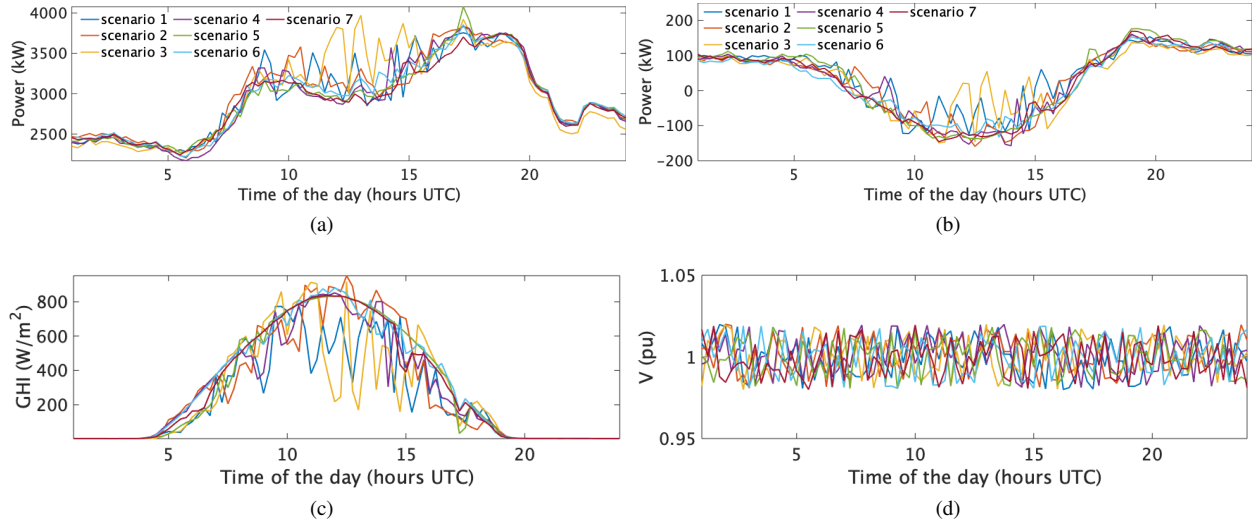 4000
3500
3000
2500
Power (kW)
scenario 1
scenario 2
scenario 3
scenario 4
scenario 5
scenario 6
scenario 7
5
10
15
20
Time of the day (hours UTC)
(a)
200
100
0
−100
−200
Power (kW)
scenario 1
scenario 2
scenario 3
scenario 4
scenario 5
scenario 6
scenario 7
5
10
15
20
Time of the day (hours UTC)
(b)
800
600
400
200
GHI (W/m²)
5
10
15
20
Time of the day (hours UTC)
(c)
1.05
1
0.95
V (pu)
5
10
15
20
Time of the day (hours UTC)
(d)